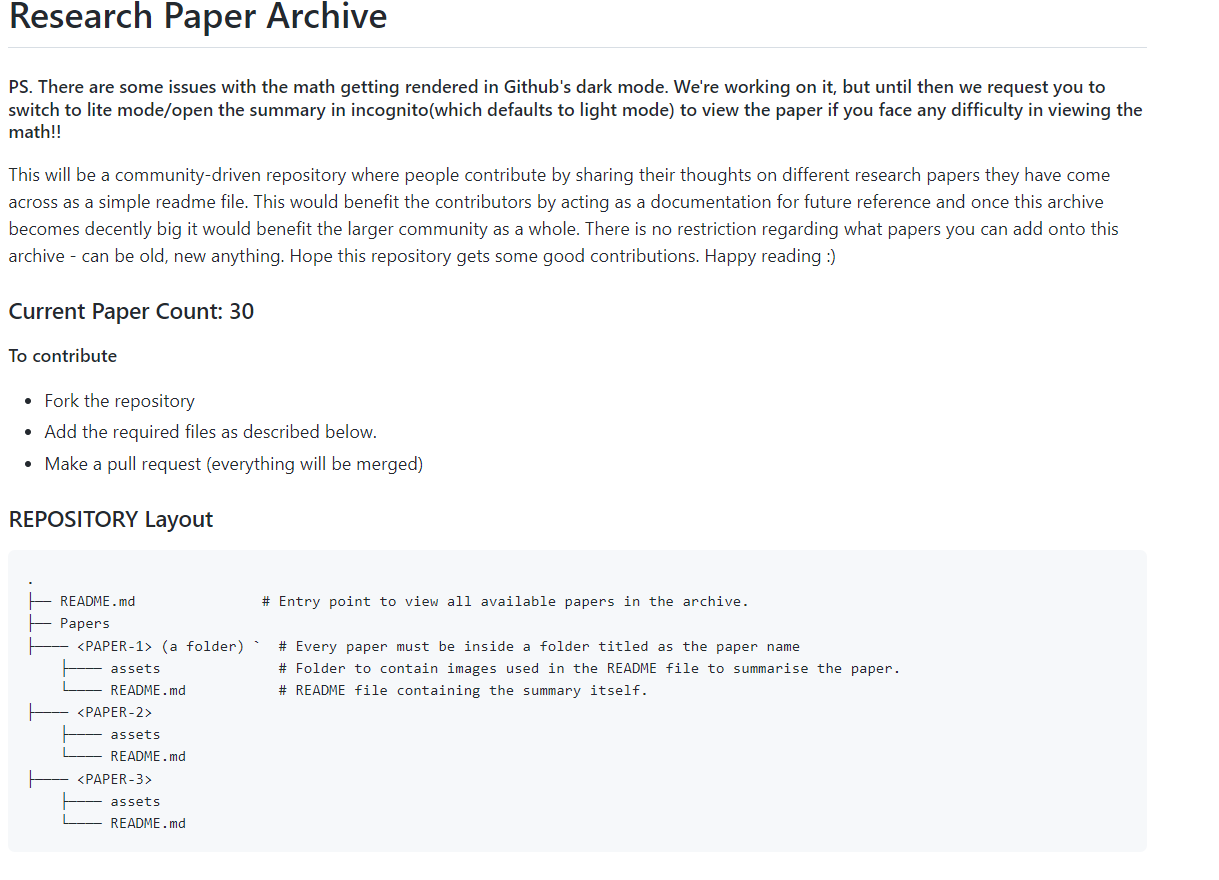 Research Paper Archive
PS. There are some issues with the math getting rendered in Github's dark mode. We're working on it, but until then we request you to
switch to lite mode/open the summary in incognito(which defaults to light mode) to view the paper if you face any difficulty in viewing the
math!!
This will be a community-driven repository where people contribute by sharing their thoughts on different research papers they have come
across as a simple readme file. This would benefit the contributors by acting as a documentation for future reference and once this archive
becomes decently big it would benefit the larger community as a whole. There is no restriction regarding what papers you can add onto this
archive - can be old, new anything. Hope this repository gets some good contributions. Happy reading :)
Current Paper Count: 30
To contribute
• Fork the repository
• Add the required files as described below.
• Make a pull request (everything will be merged)
REPOSITORY Layout
.
├── README.md               # Entry point to view all available papers in the archive.
├── Papers
├──── <PAPER-1> (a folder) `  # Every paper must be inside a folder titled as the paper name
    ├──── assets              # Folder to contain images used in the README file to summarise the paper.
    └──── README.md           # README file containing the summary itself.
├──── <PAPER-2>
    ├──── assets
    └──── README.md
├──── <PAPER-3>
    ├──── assets
    └──── README.md